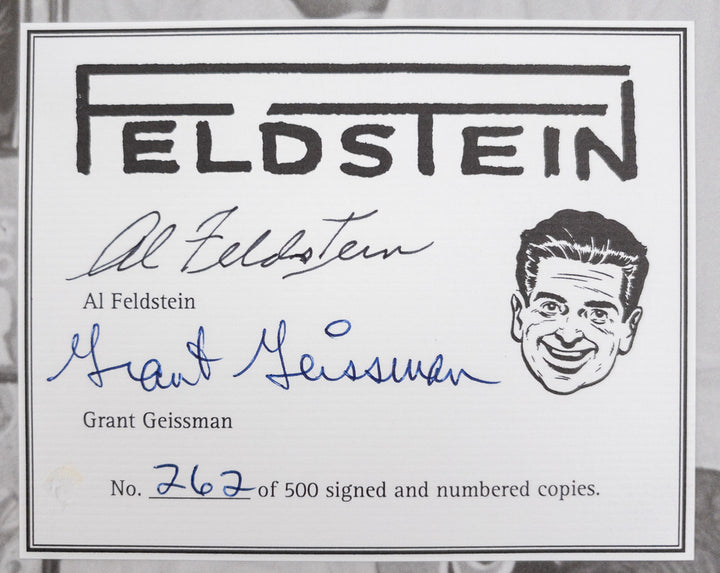 FELDSTEIN
Al Feldstein
Al Feldstein
Grant Geissman
Grant Geissman
No. 262 of 500 signed and numbered copies.